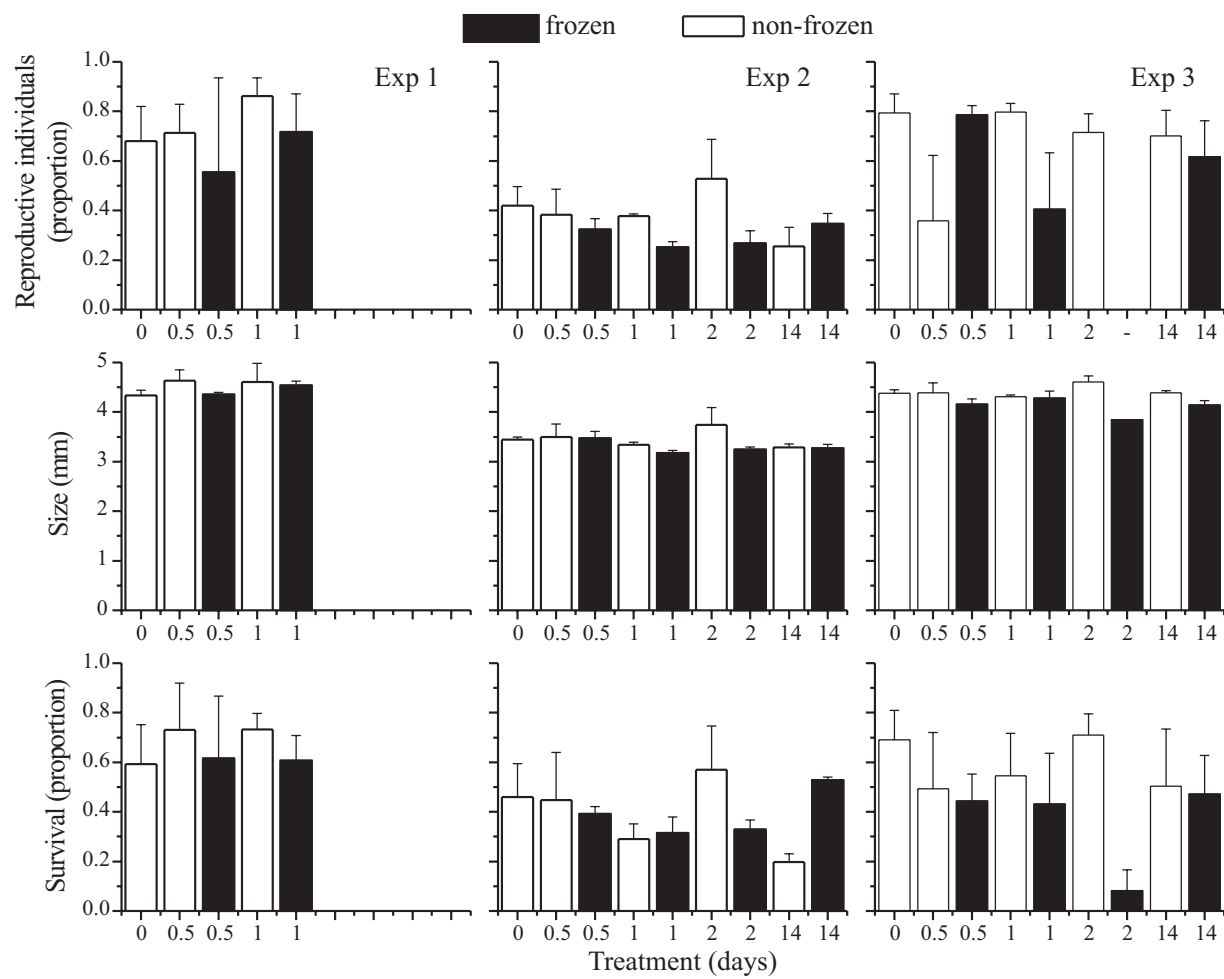 frozen non-frozen
Exp 1 Exp 2 Exp 3
Reproductive individuals
(proportion)
1.0
0.8
0.6
0.4
0.2
0.0
0 0.5 0.5 1 1 0 0.5 0.5 1 1 2 2 14 14 0 0.5 0.5 1 1 2 - 14 14
Size (mm)
5
4
3
2
1
0
0 0.5 0.5 1 1 0 0.5 0.5 1 1 2 2 14 14 0 0.5 0.5 1 1 2 2 14 14
Survival (proportion)
1.0
0.8
0.6
0.4
0.2
0.0
0 0.5 0.5 1 1 0 0.5 0.5 1 1 2 2 14 14 0 0.5 0.5 1 1 2 2 14 14
Treatment (days)